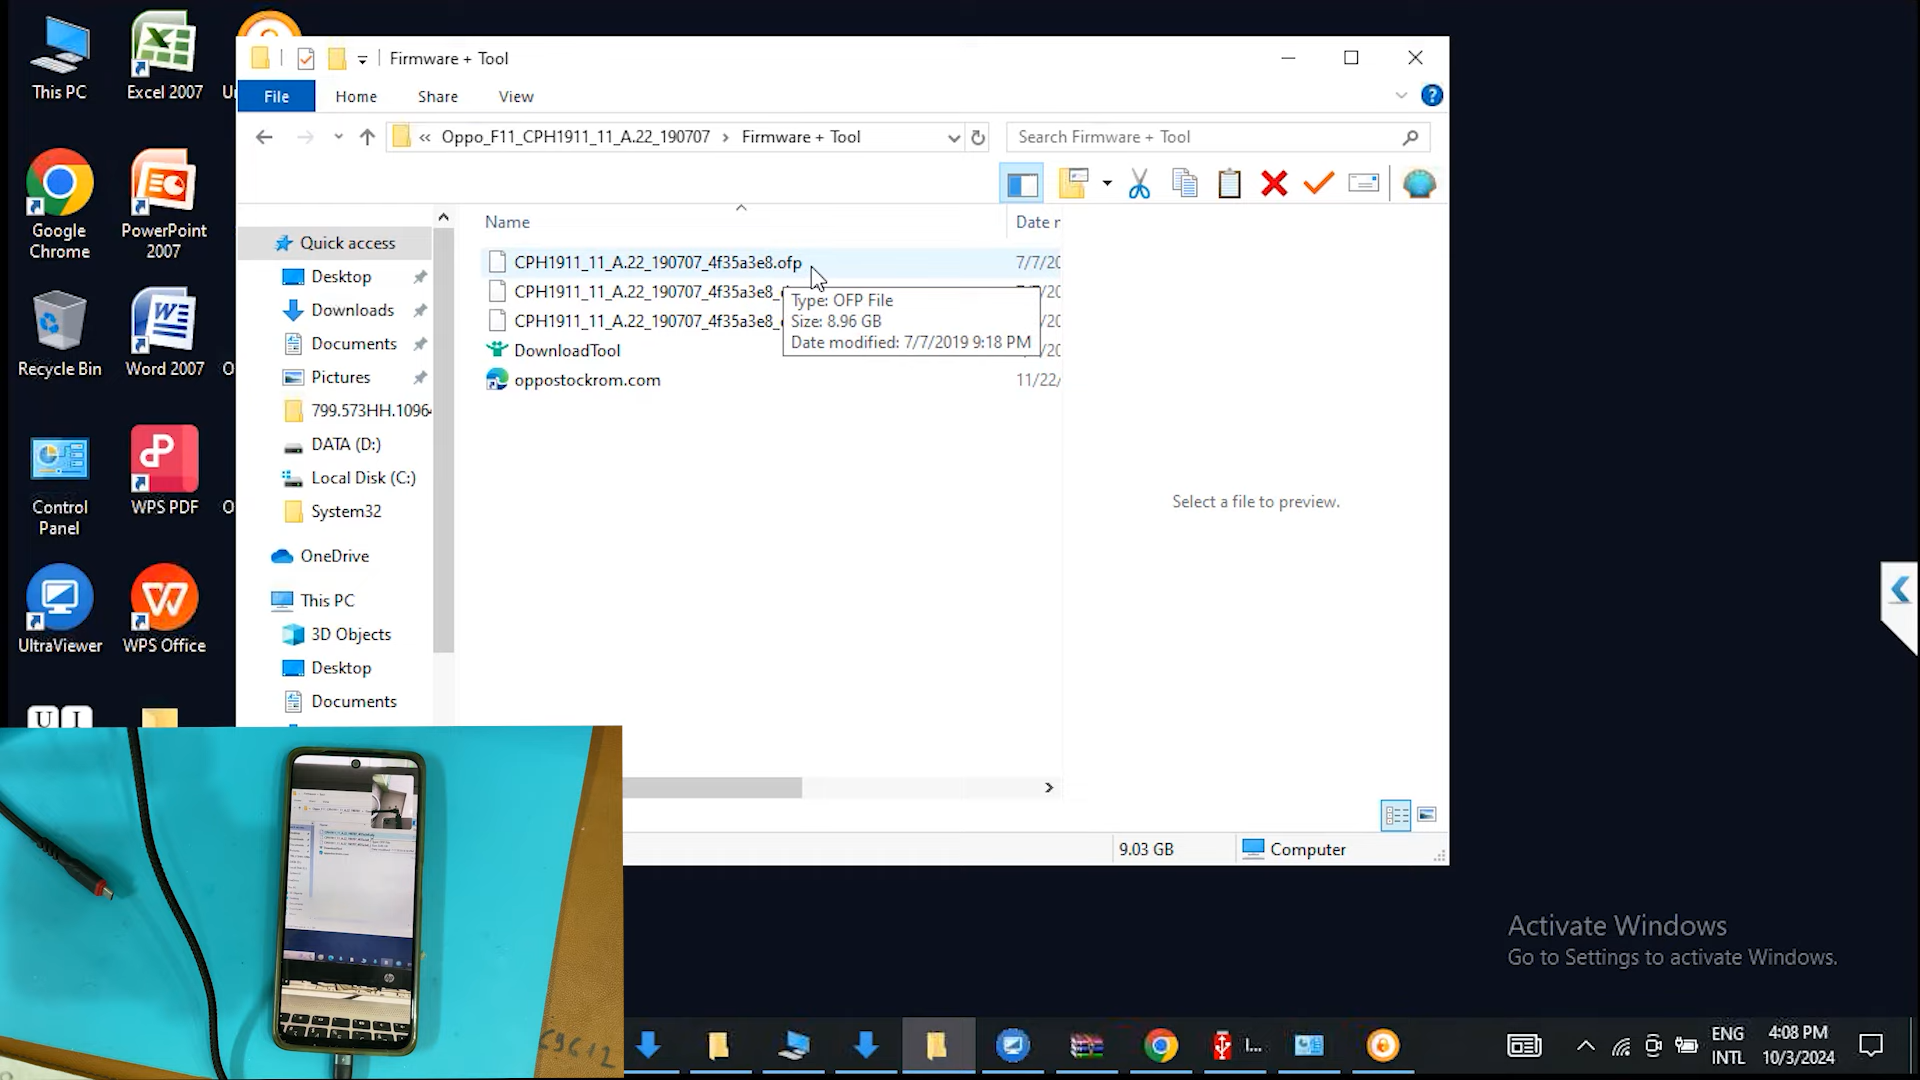 This PC
Excel 2007
Firmware + Tool
File
Home
Share
View
« Oppo_F11_CPH1911_11_A.22_190707 › Firmware + Tool
Search Firmware + Tool
Google Chrome
PowerPoint 2007
Recycle Bin
Word 2007
Control Panel
WPS PDF
UltraViewer
WPS Office
U I
Quick access
Desktop
Downloads
Documents
Pictures
799.573HH.1096
DATA (D:)
Local Disk (C:)
System32
OneDrive
This PC
3D Objects
Desktop
Documents
Name
Date r
CPH1911_11_A.22_190707_4f35a3e8.ofp
7/7/20
CPH1911_11_A.22_190707_4f35a3e8_
CPH1911_11_A.22_190707_4f35a3e8_
DownloadTool
oppostockrom.com
11/22/
Type: OFP File
Size: 8.96 GB
Date modified: 7/7/2019 9:18 PM
Select a file to preview.
9.03 GB
Computer
Activate Windows
Go to Settings to activate Windows.
I...
ENG
INTL
4:08 PM
10/3/2024